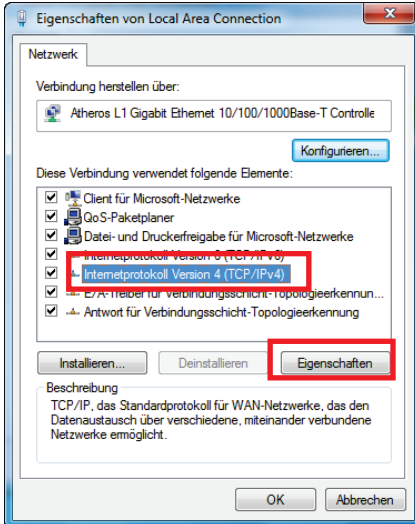 Eigenschaften von Local Area Connection
Netzwerk
Verbindung herstellen über:
Atheros L1 Gigabit Ethernet 10/100/1000Base-T Controlle
Konfigurieren...
Diese Verbindung verwendet folgende Elemente:
Client für Microsoft-Netzwerke
QoS-Paketplaner
Datei- und Druckerfreigabe für Microsoft-Netzwerke
Internetprotokoll Version 6 (TCP/IPv6)
Internetprotokoll Version 4 (TCP/IPv4)
E/A-Treiber für Verbindungsschicht-Topologieerkennun...
Antwort für Verbindungsschicht-Topologieerkennung
Installieren... Deinstallieren Eigenschaften
Beschreibung
TCP/IP, das Standardprotokoll für WAN-Netzwerke, das den
Datenaustausch über verschiedene, miteinander verbundene
Netzwerke ermöglicht.
OK Abbrechen